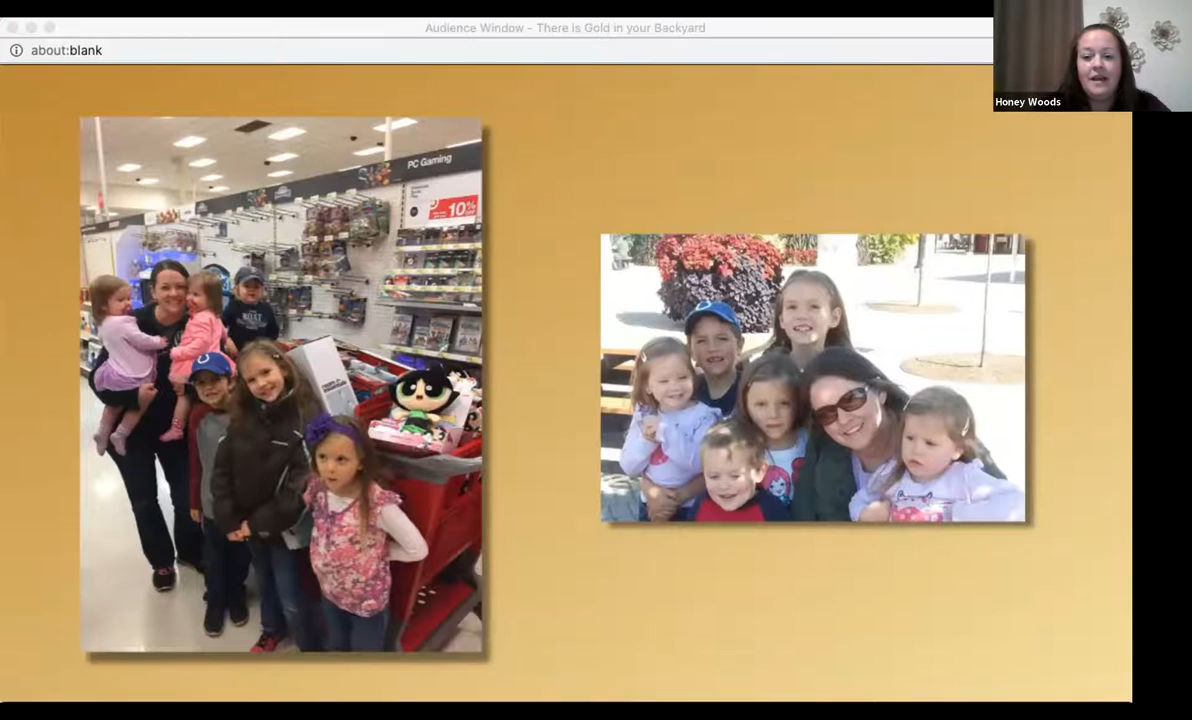 Audience Window - There is Gold in your Backyard
about:blank
Honey Woods
PC Gaming
10%